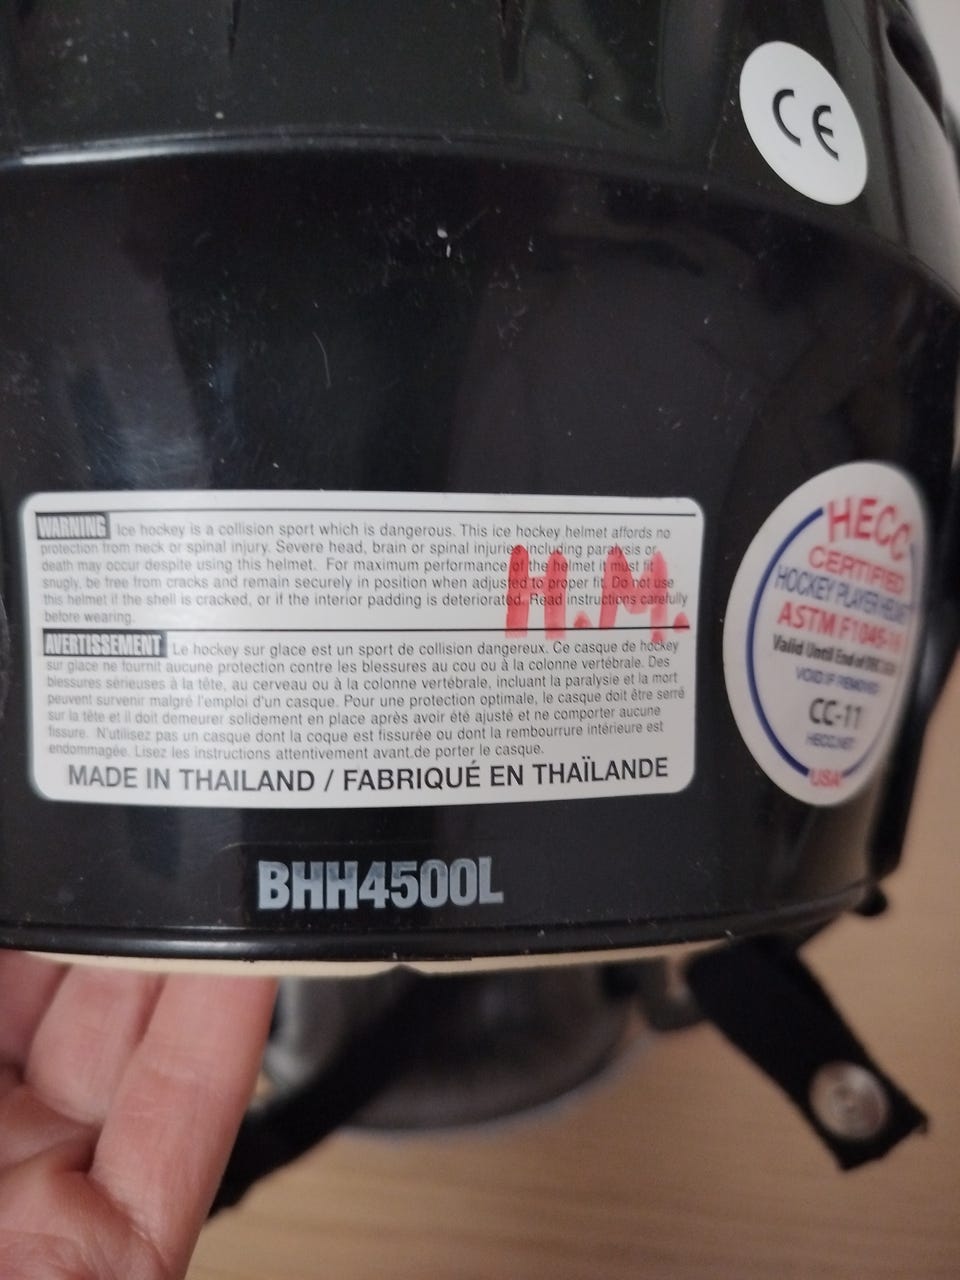 CE
WARNING Ice hockey is a collision sport which is dangerous. This ice hockey helmet affords no
protection from neck or spinal injury. Severe head, brain or spinal injuries including paralysis or
death may occur despite using this helmet. For maximum performance of the helmet it must fit
snugly, be free from cracks and remain securely in position when adjusted to proper fit. Do not use
this helmet if the shell is cracked, or if the interior padding is deteriorated. Read instructions carefully
before wearing.
H.M.
AVERTISSEMENT Le hockey sur glace est un sport de collision dangereux. Ce casque de hockey
sur glace ne fournit aucune protection contre les blessures au cou ou à la colonne vertébrale. Des
blessures sérieuses à la tête, au cerveau ou à la colonne vertébrale, incluant la paralysie et la mort
peuvent survenir malgré l'emploi d'un casque. Pour une protection optimale, le casque doit être serré
sur la tête et il doit demeurer solidement en place après avoir été ajusté et ne comporter aucune
fissure. N'utilisez pas un casque dont la coque est fissurée ou dont la rembourrure intérieure est
endommagée. Lisez les instructions attentivement avant de porter le casque.
MADE IN THAILAND / FABRIQUÉ EN THAÏLANDE
HECC
CERTIFIED
HOCKEY PLAYER HELMET
ASTM
Valid Until End of
VOID IF REMOVED
CC-11
HECC.NET
USA
BHH4500L